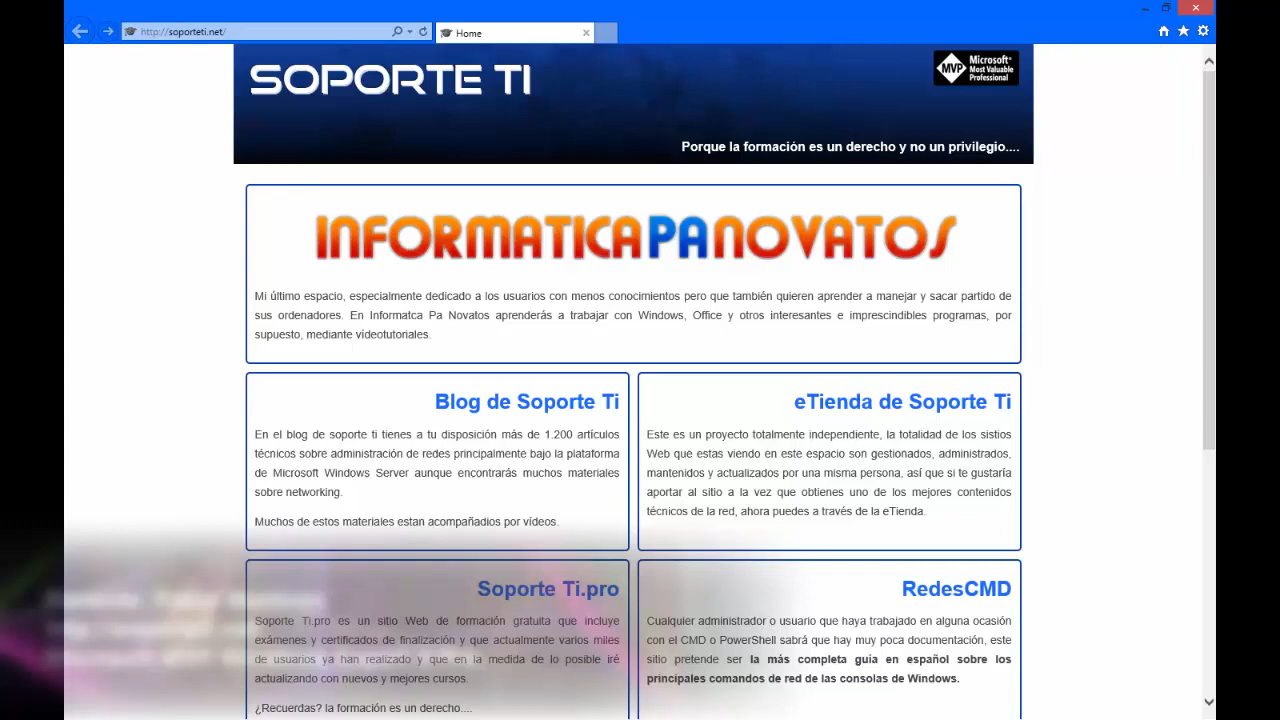 http://soporteti.net/
Home
SOPORTE TI
MVP
Microsoft®
Most Valuable
Professional
Porque la formación es un derecho y no un privilegio....
INFORMATICAPANOVATOS
Mi último espacio, especialmente dedicado a los usuarios con menos conocimientos pero que también quieren aprender a manejar y sacar partido de
sus ordenadores. En Informatca Pa Novatos aprenderás a trabajar con Windows, Office y otros interesantes e imprescindibles programas, por
supuesto, mediante vídeotutoriales.
Blog de Soporte Ti
En el blog de soporte ti tienes a tu disposición más de 1.200 artículos
técnicos sobre administración de redes principalmente bajo la plataforma
de Microsoft Windows Server aunque encontrarás muchos materiales
sobre networking.
Muchos de estos materiales estan acompañadios por vídeos.
eTienda de Soporte Ti
Este es un proyecto totalmente independiente, la totalidad de los sistios
Web que estas viendo en este espacio son gestionados, administrados,
mantenidos y actualizados por una misma persona, así que si te gustaría
aportar al sitio a la vez que obtienes uno de los mejores contenidos
técnicos de la red, ahora puedes a través de la eTienda.
Soporte Ti.pro
Soporte Ti.pro es un sitio Web de formación gratuita que incluye
exámenes y certificados de finalización y que actualmente varios miles
de usuarios ya han realizado y que en la medida de lo posible iré
actualizando con nuevos y mejores cursos.
¿Recuerdas? la formación es un derecho....
RedesCMD
Cualquier administrador o usuario que haya trabajado en alguna ocasión
con el CMD o PowerShell sabrá que hay muy poca documentación, este
sitio pretende ser la más completa guía en español sobre los
principales comandos de red de las consolas de Windows.